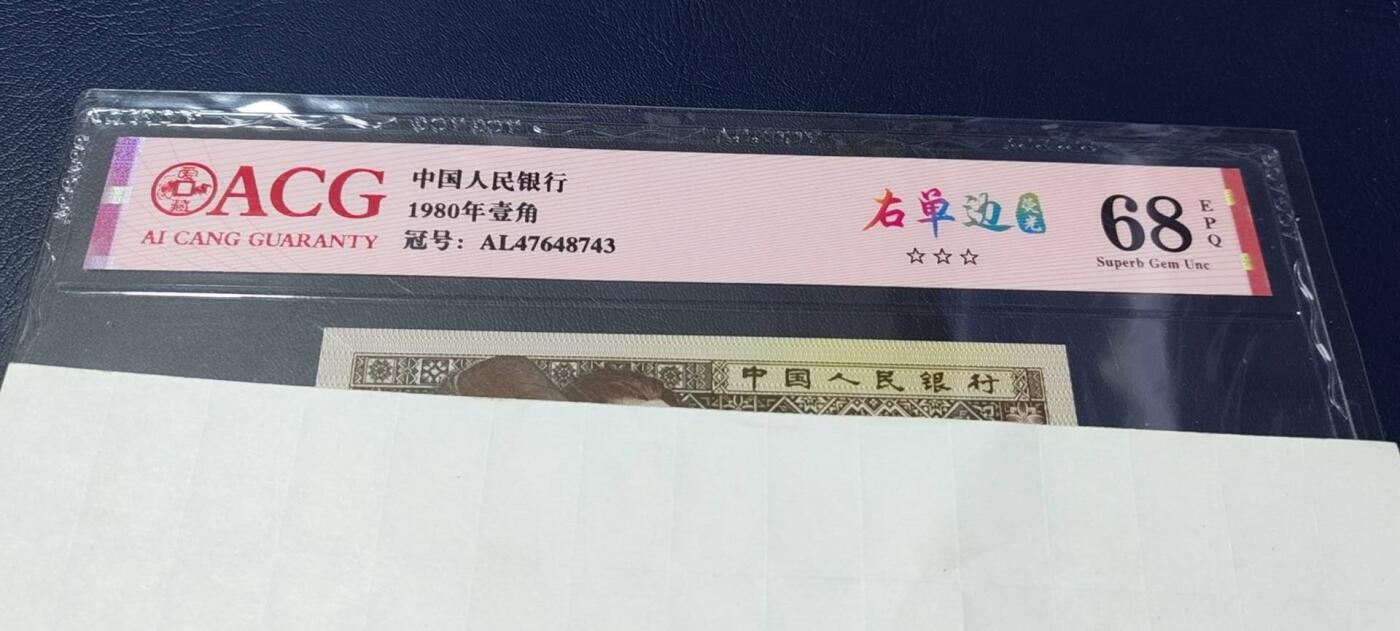 ACG
AI CANG GUARANTY
中国人民银行
1980年壹角
冠号：AL47648743
右单边
荧光
☆☆☆
68
EPQ
Superb Gem Unc
中国人民银行